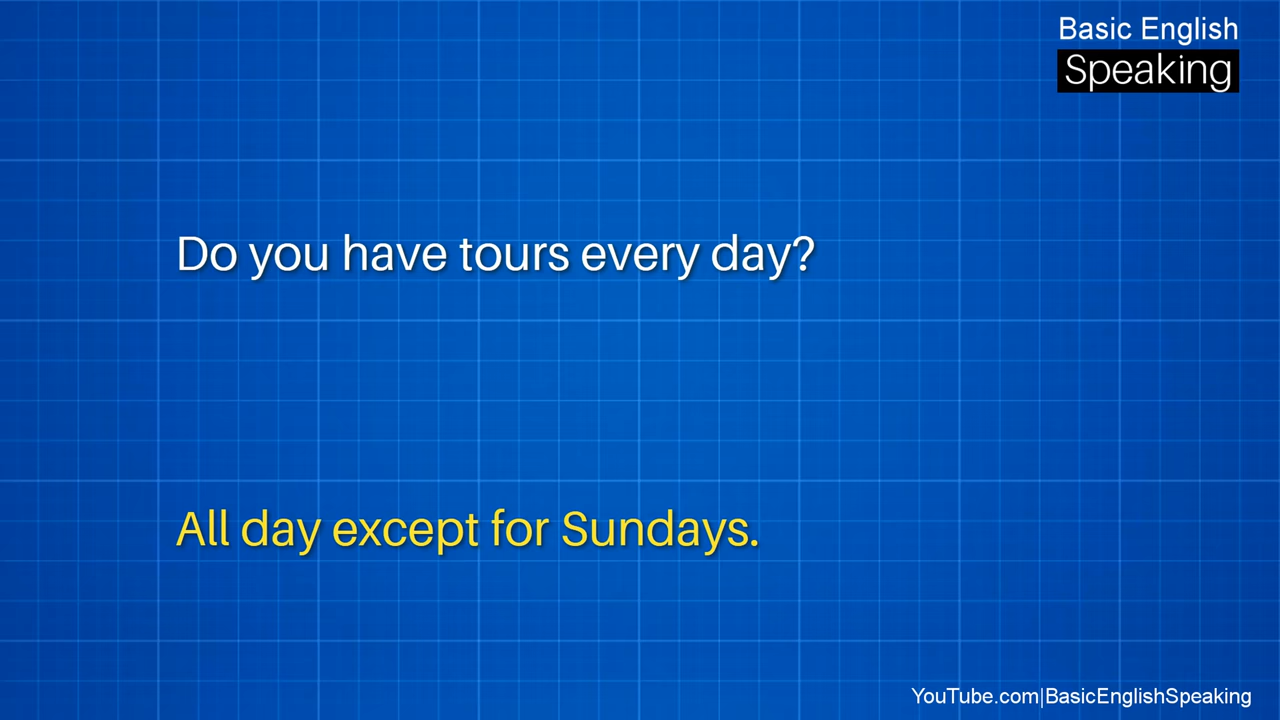 Basic English
Speaking
Do you have tours every day?
All day except for Sundays.
YouTube.com|BasicEnglishSpeaking